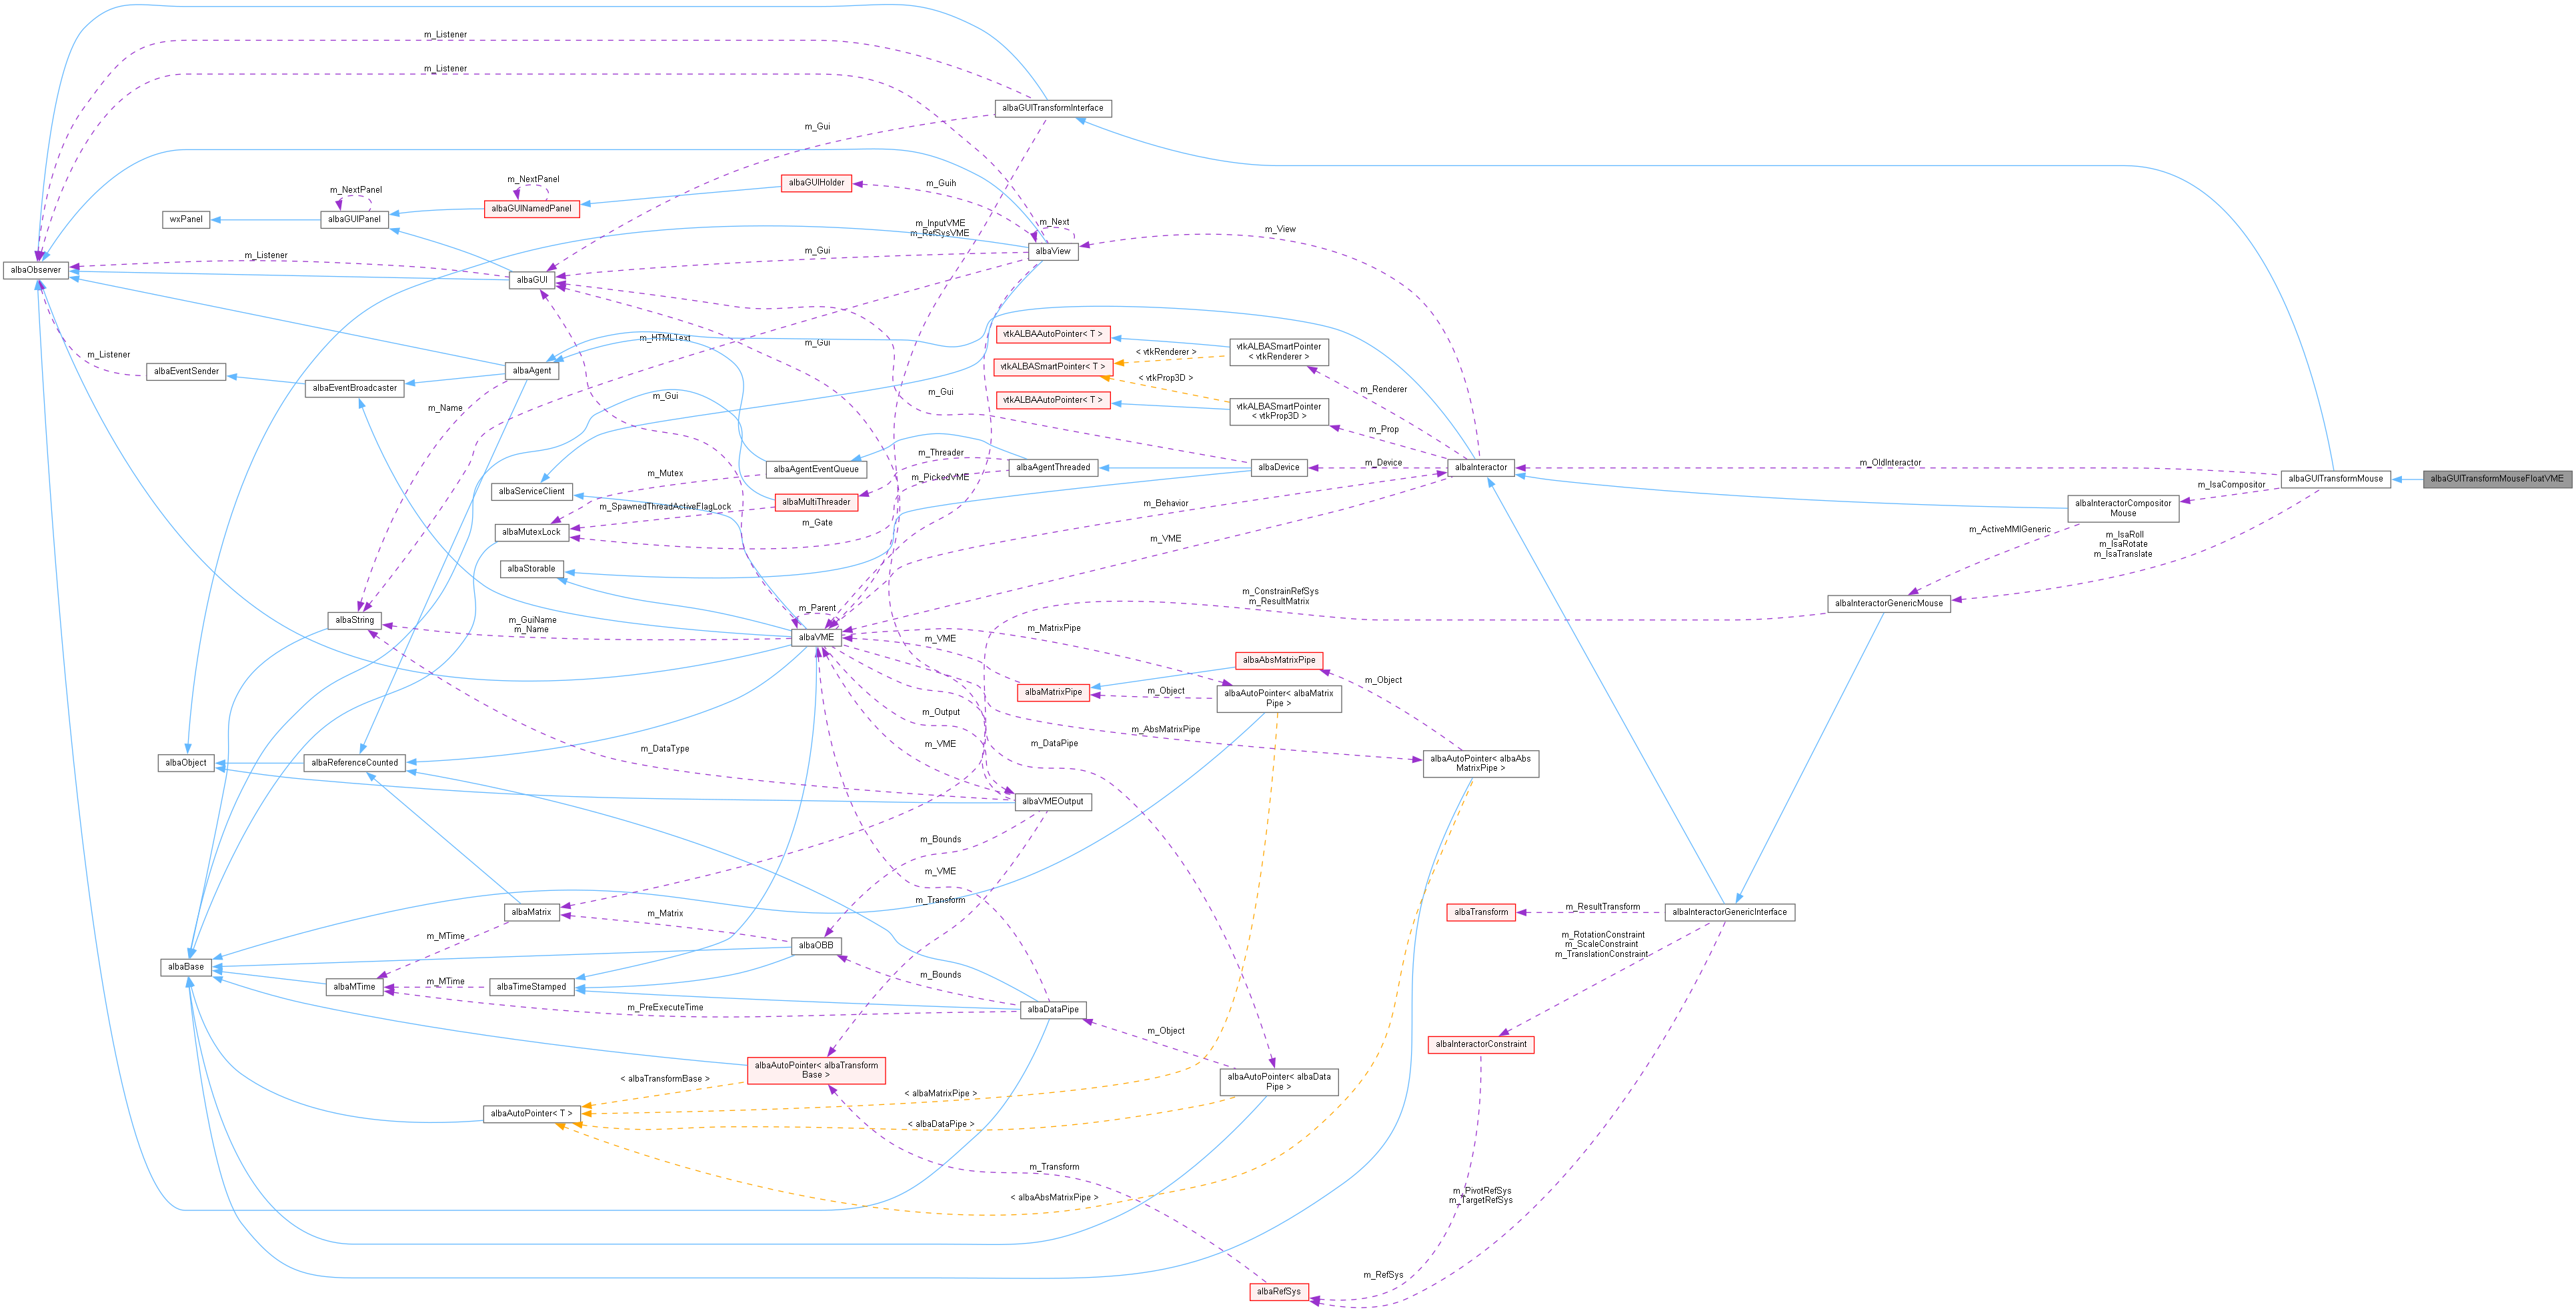 m_Listener
m_Listener
albaGUITransformInterface
m_Gui
m_NextPanel
m_NextPanel
albaGUIHolder
m_Guih
albaGUINamedPanel
wxPanel
albaGUIPanel
m_InputVME
m_RefSysVME
m_Next
m_View
albaView
m_Gui
m_Listener
albaObserver
albaGUI
vtkALBAAutoPointer< T >
m_HTMLText
m_Gui
vtkALBASmartPointer
< vtkRenderer >
< vtkRenderer >
m_Listener
albaEventSender
albaAgent
vtkALBASmartPointer< T >
< vtkProp3D >
albaEventBroadcaster
m_Renderer
m_Gui
m_Gui
vtkALBAAutoPointer< T >
vtkALBASmartPointer
< vtkProp3D >
m_Name
m_Prop
m_Threader
albaAgentEventQueue
albaAgentThreaded
albaDevice
m_Device
albaInteractor
m_OldInteractor
albaGUITransformMouse
albaGUITransformMouseFloatVME
m_Mutex
m_PickedVME
m_IsaCompositor
albaServiceClient
albaMultiThreader
m_SpawnedThreadActiveFlagLock
m_Behavior
albaInteractorCompositor
Mouse
m_Gate
albaMutexLock
m_ActiveMMIGeneric
m_IsaRoll
m_IsaRotate
m_IsaTranslate
m_VME
albaStorable
m_ConstrainRefSys
m_ResultMatrix
albaInteractorGenericMouse
m_Parent
albaString
m_GuiName
m_Name
albaVME
m_MatrixPipe
m_VME
albaAbsMatrixPipe
m_Object
albaMatrixPipe
m_Object
albaAutoPointer< albaMatrix
Pipe >
m_Output
m_AbsMatrixPipe
m_VME
m_DataPipe
m_DataType
albaObject
albaReferenceCounted
albaAutoPointer< albaAbs
MatrixPipe >
albaVMEOutput
m_Bounds
m_VME
m_Transform
albaMatrix
m_Matrix
albaTransform
m_ResultTransform
albaInteractorGenericInterface
m_MTime
albaOBB
m_RotationConstraint
m_ScaleConstraint
m_TranslationConstraint
albaBase
m_Bounds
albaMTime
m_MTime
albaTimeStamped
m_PreExecuteTime
albaDataPipe
m_Object
albaInteractorConstraint
albaAutoPointer< albaTransform
Base >
< albaTransformBase >
albaAutoPointer< albaData
Pipe >
< albaMatrixPipe >
albaAutoPointer< T >
< albaDataPipe >
m_Transform
< albaAbsMatrixPipe >
m_PivotRefSys
m_TargetRefSys
m_RefSys
albaRefSys